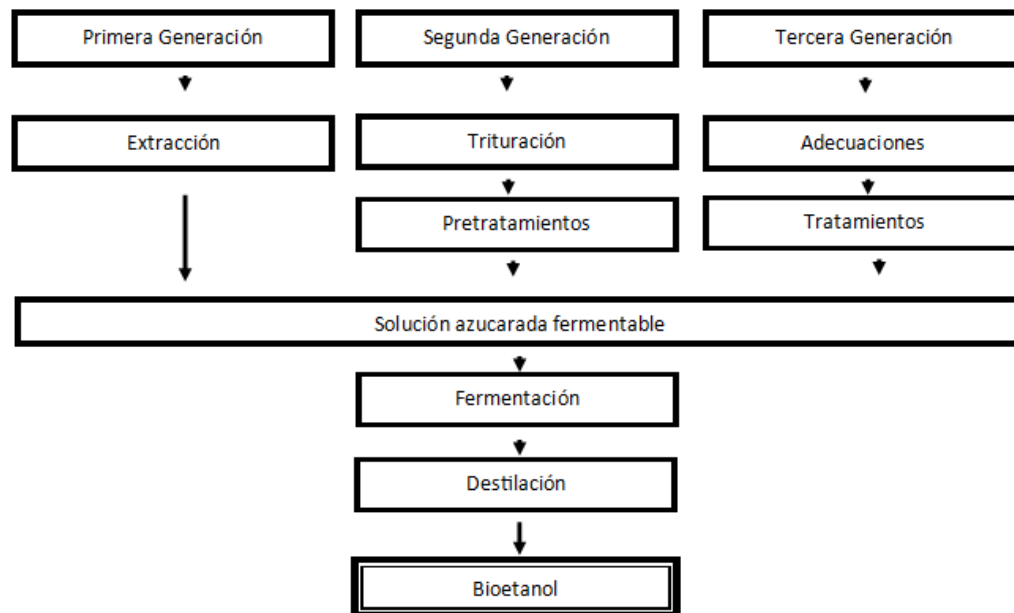 Primera Generación
Segunda Generación
Tercera Generación
Extracción
Trituración
Adecuaciones
Pretratamientos
Tratamientos
Solución azucarada fermentable
Fermentación
Destilación
Bioetanol